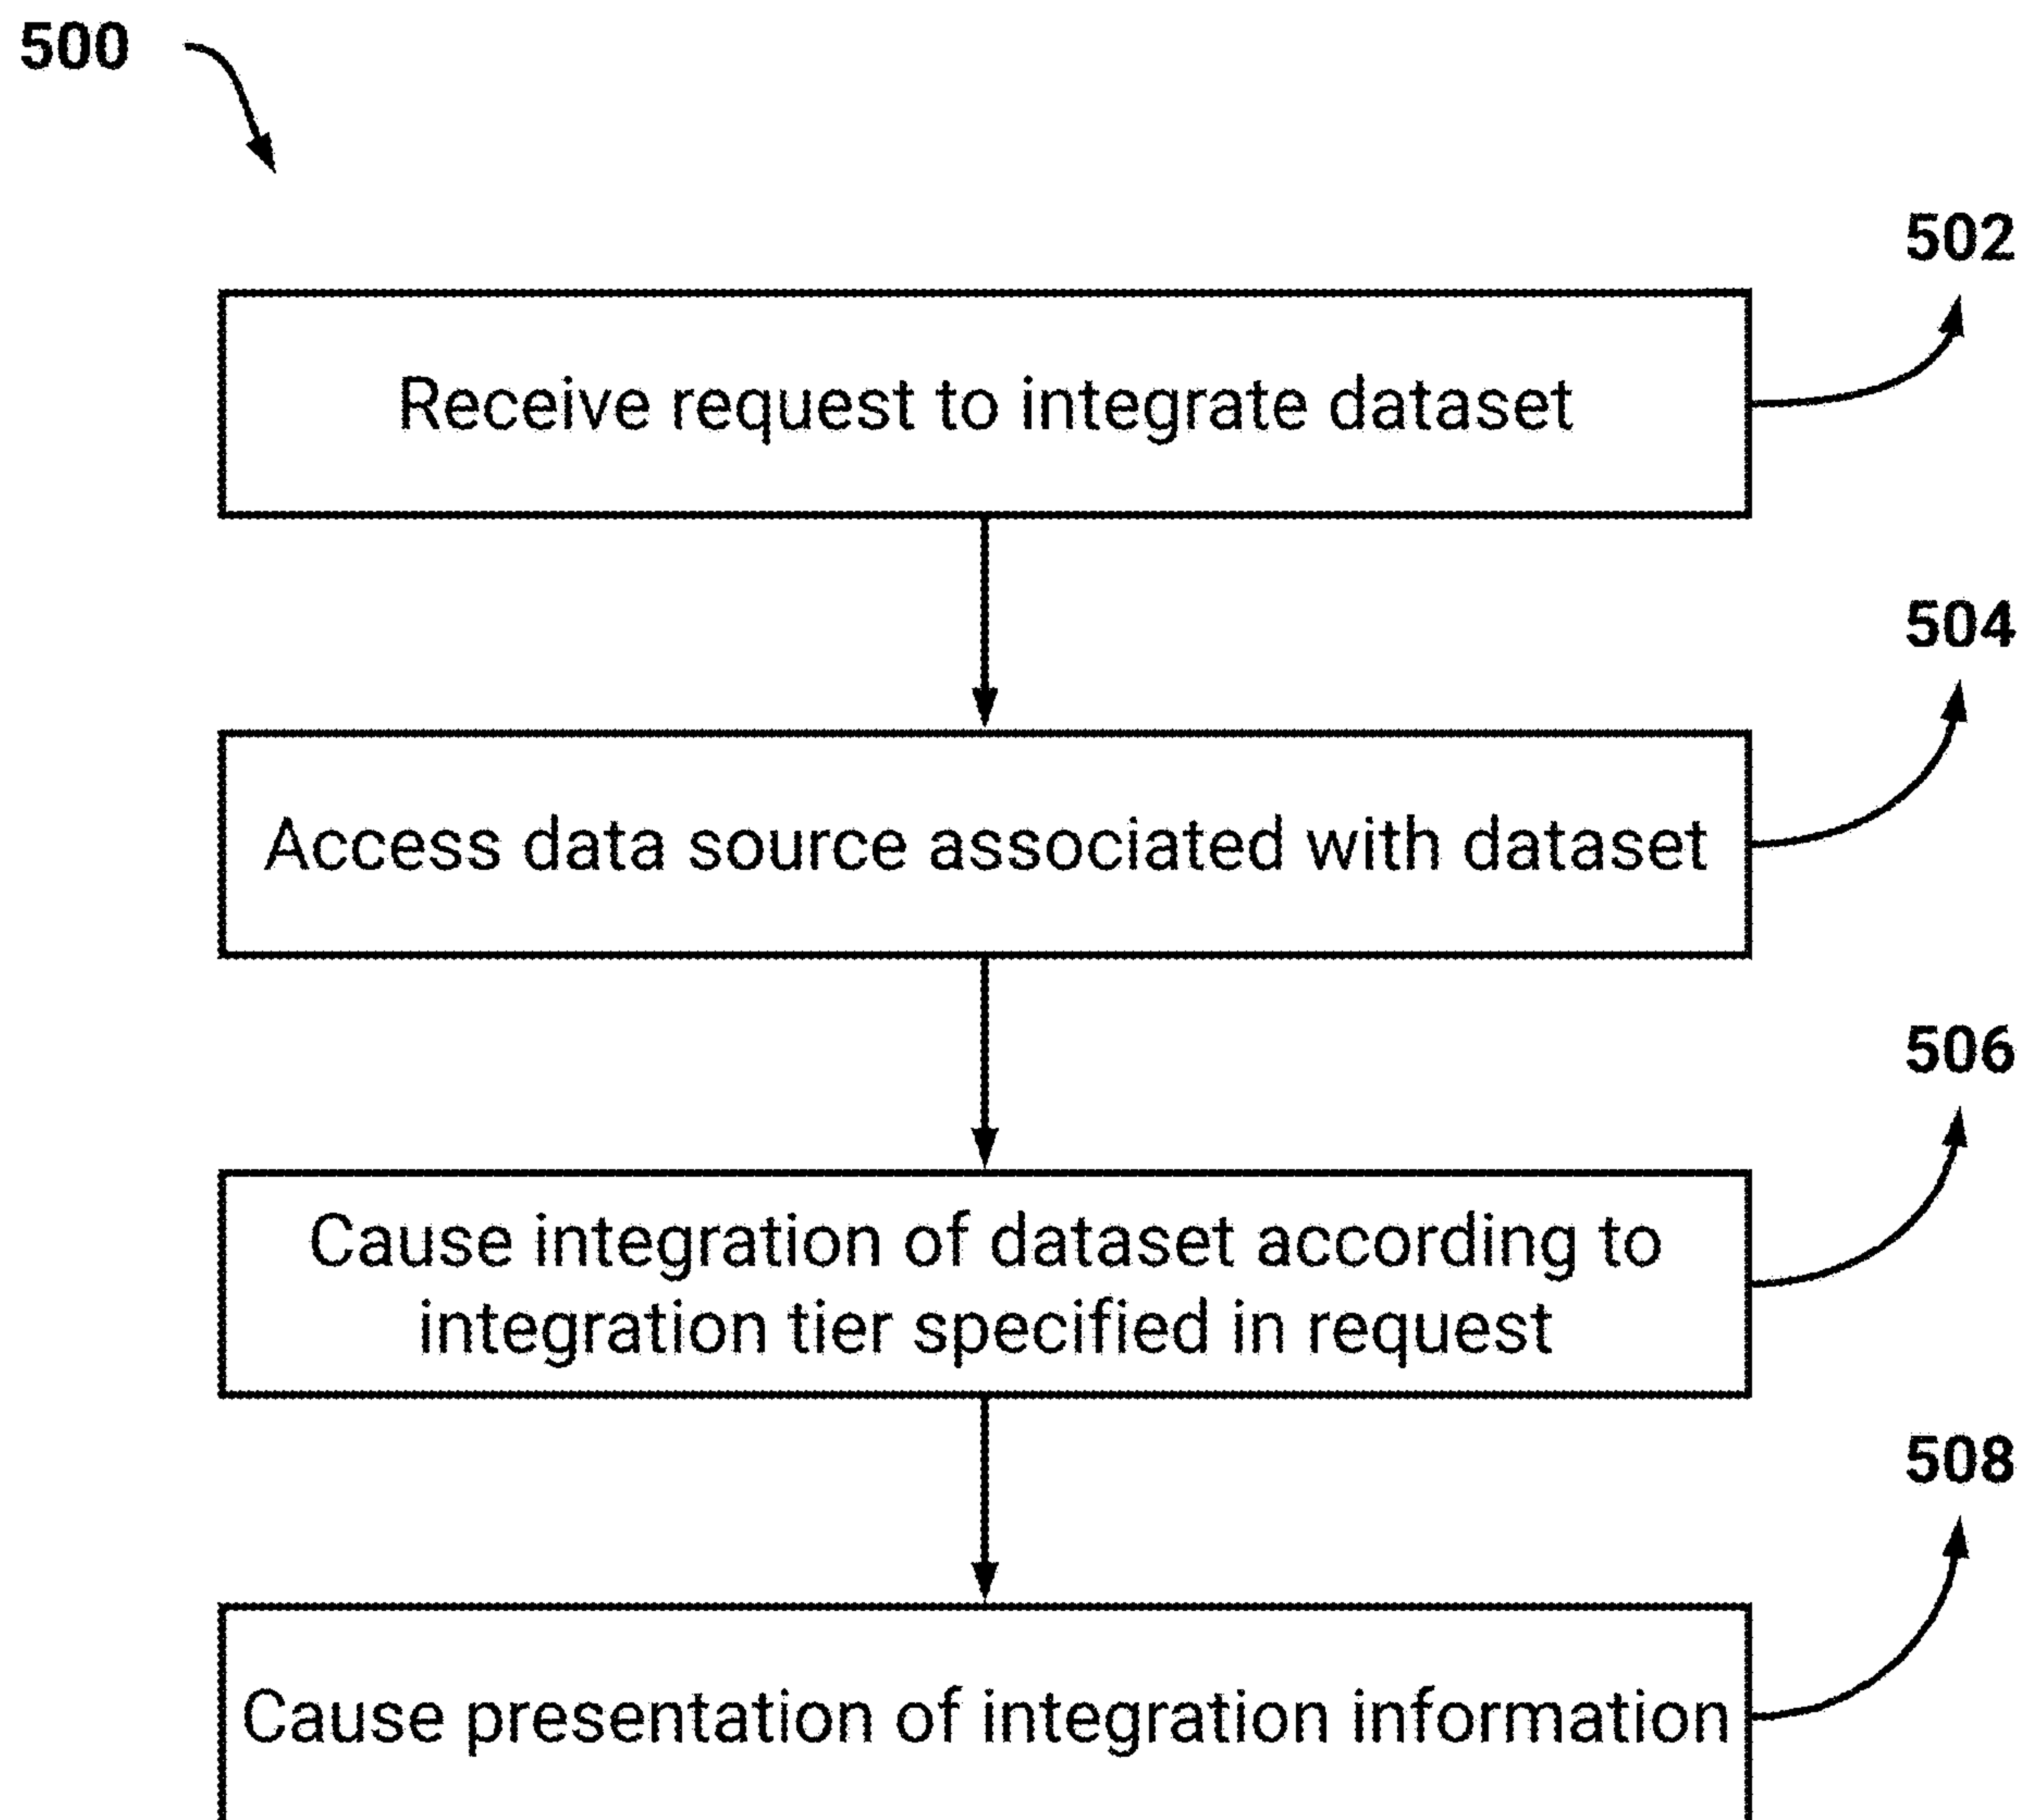 500
502
Receive request to integrate dataset
504
Access data source associated with dataset
506
Cause integration of dataset according to
integration tier specified in request
508
Cause presentation of integration information